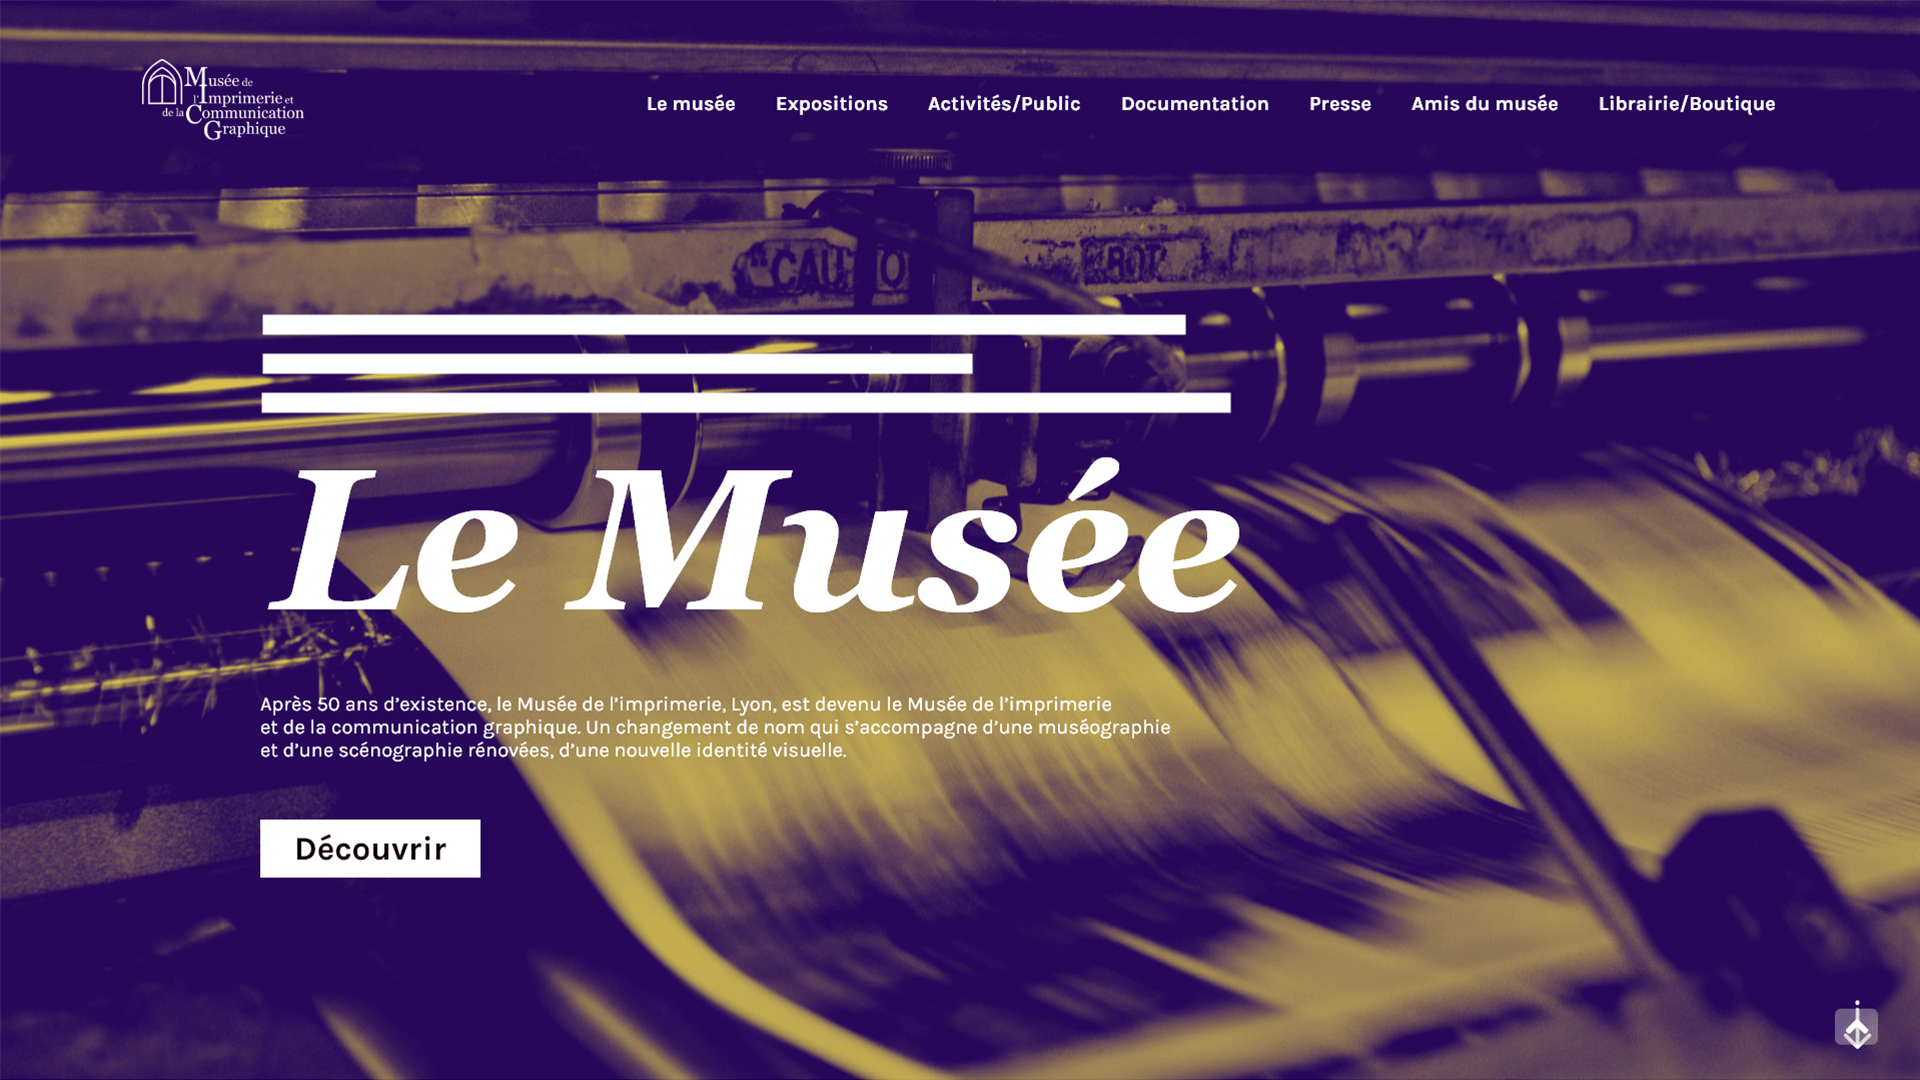 Musée de
l'Imprimerie et
de la Communication
Graphique
Le musée Expositions Activités/Public Documentation Presse Amis du musée Librairie/Boutique
Le Musée
Après 50 ans d’existence, le Musée de l’imprimerie, Lyon, est devenu le Musée de l’imprimerie
et de la communication graphique. Un changement de nom qui s’accompagne d’une muséographie
et d’une scénographie rénovées, d’une nouvelle identité visuelle.
Découvrir